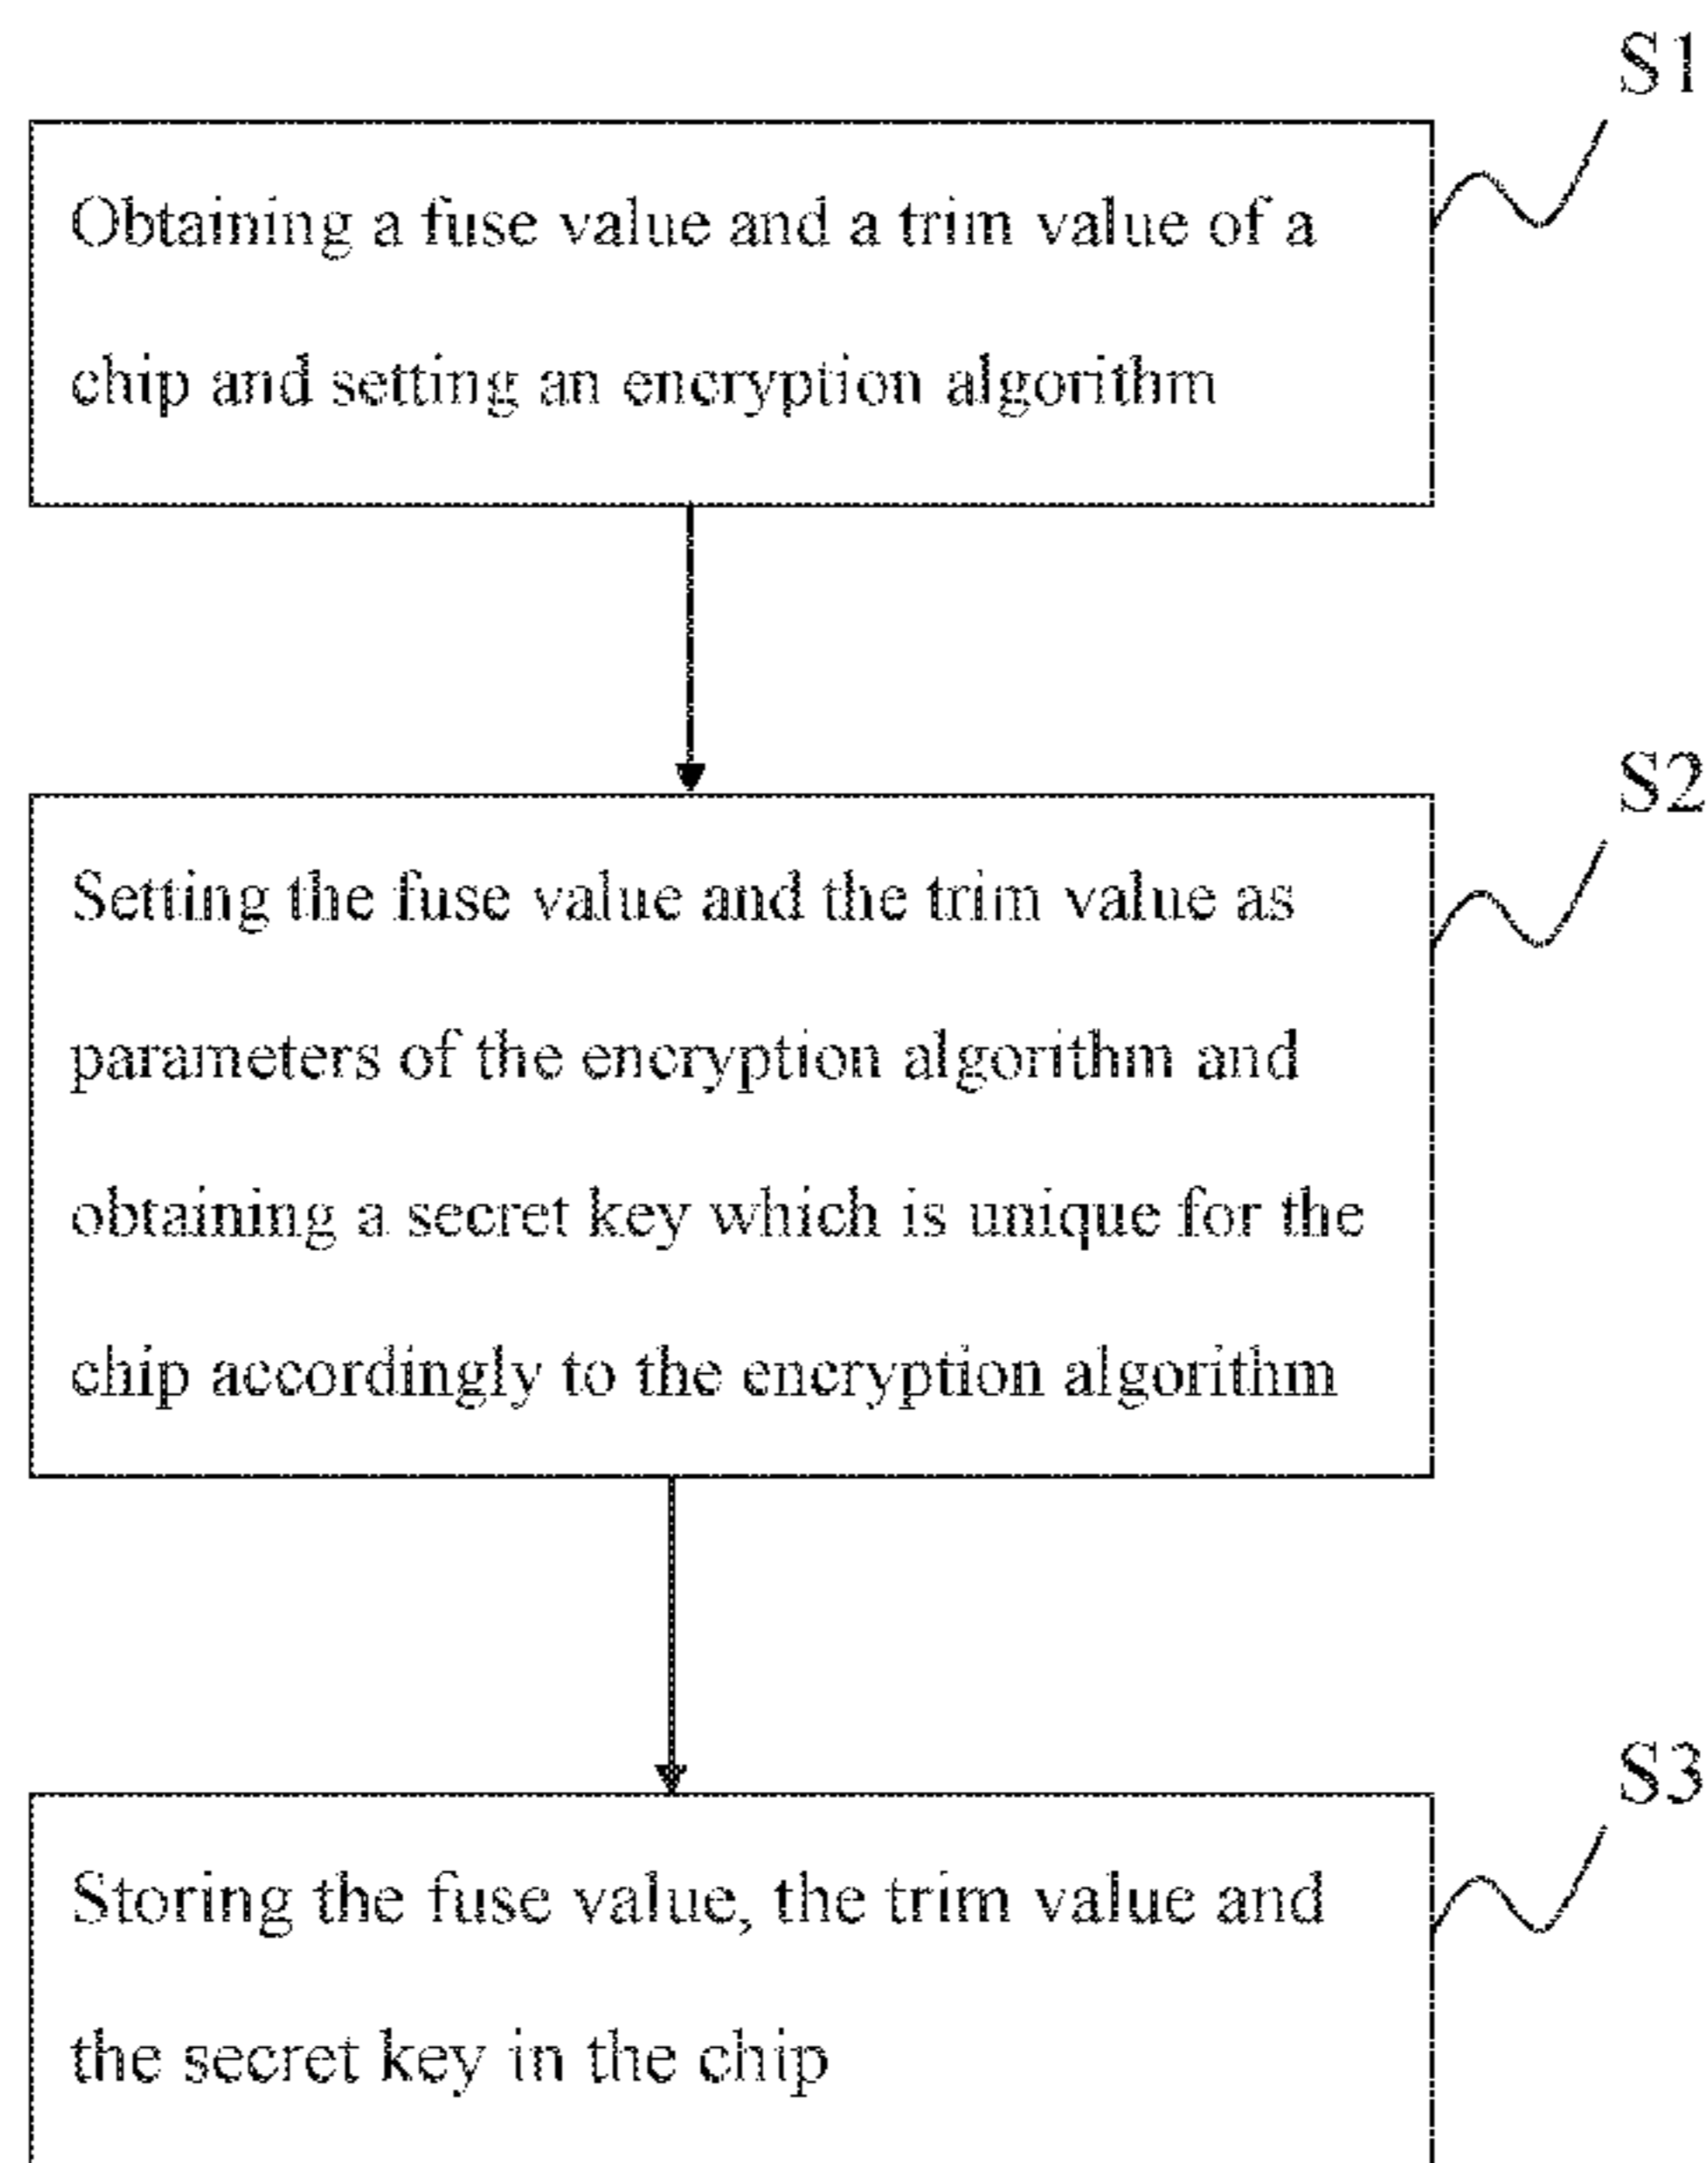 S1
Obtaining a fuse value and a trim value of a
chip and setting an encryption algorithm
S2
Setting the fuse value and the trim value as
parameters of the encryption algorithm and
obtaining a secret key which is unique for the
chip accordingly to the encryption algorithm
S3
Storing the fuse value, the trim value and
the secret key in the chip